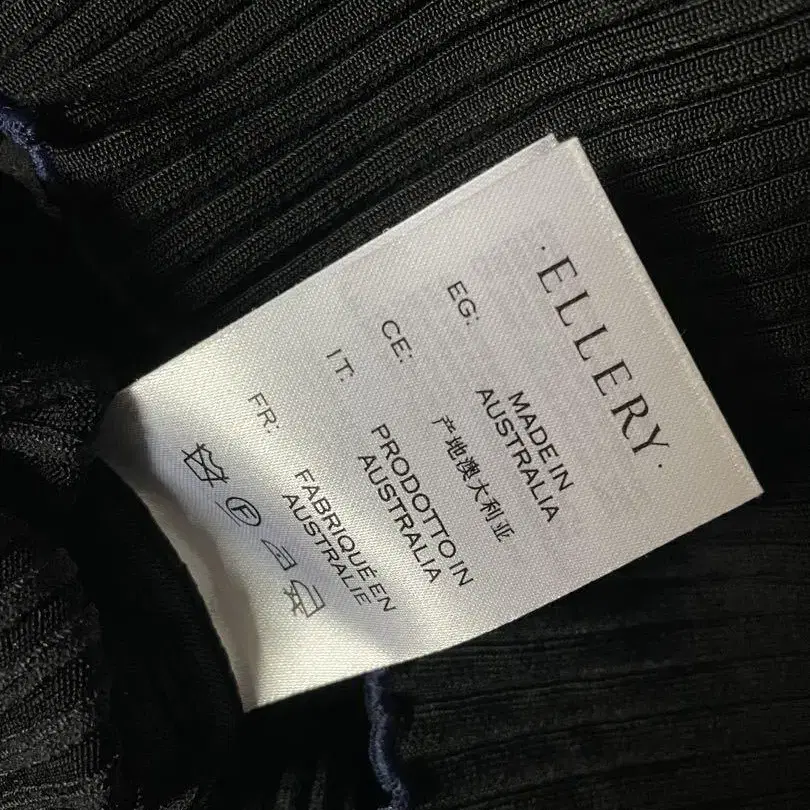 ·ELLERY·
EG: MADE IN
AUSTRALIA
CE: 产地澳大利亚
IT: PRODOTTO IN
AUSTRALIA
FR: FABRIQUÉ EN
AUSTRALIE
F